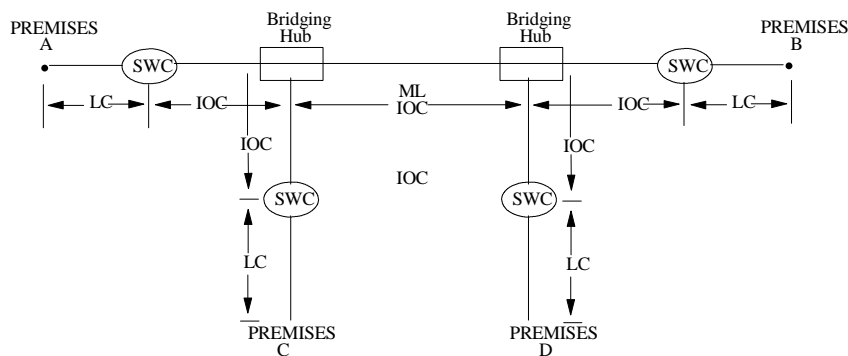 PREMISES
A
Bridging
Hub
Bridging
Hub
PREMISES
B
SWC
SWC
LC
IOC
ML
IOC
IOC
LC
IOC
IOC
IOC
SWC
SWC
LC
LC
PREMISES
C
PREMISES
D